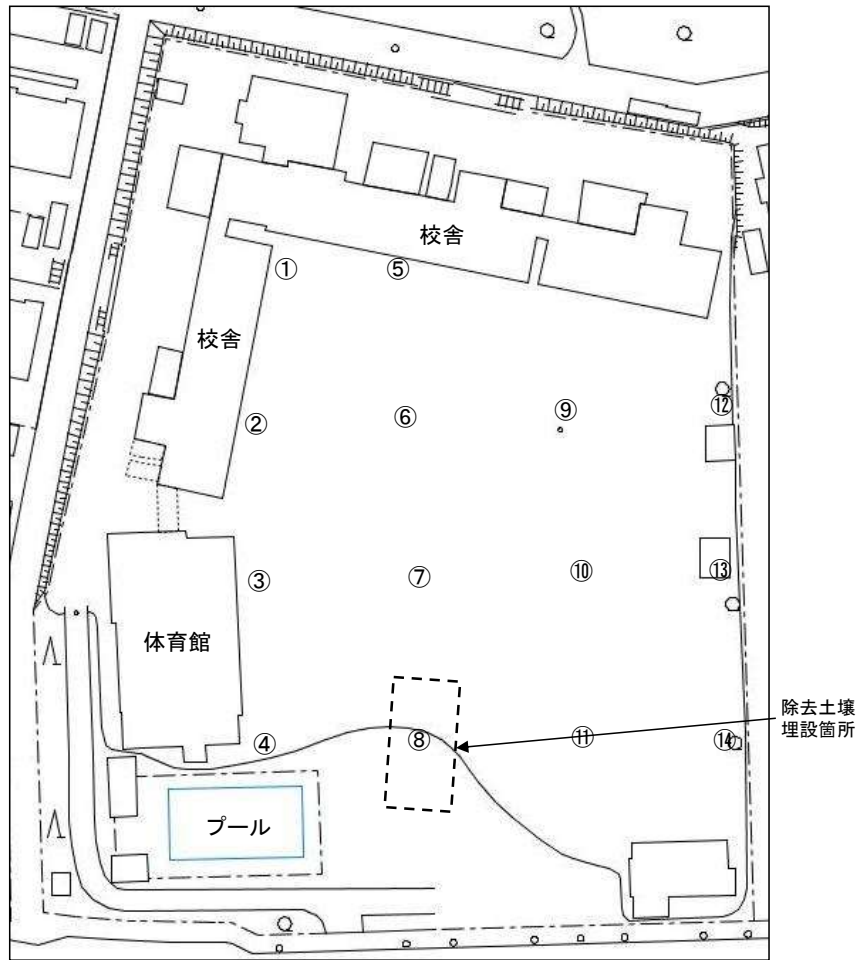 校舎
①
⑤
校舎
②
⑥
⑨
⑫
③
⑦
⑩
⑬
体育館
④
⑧
⑪
⑭
除去土壌
埋設箇所
プール